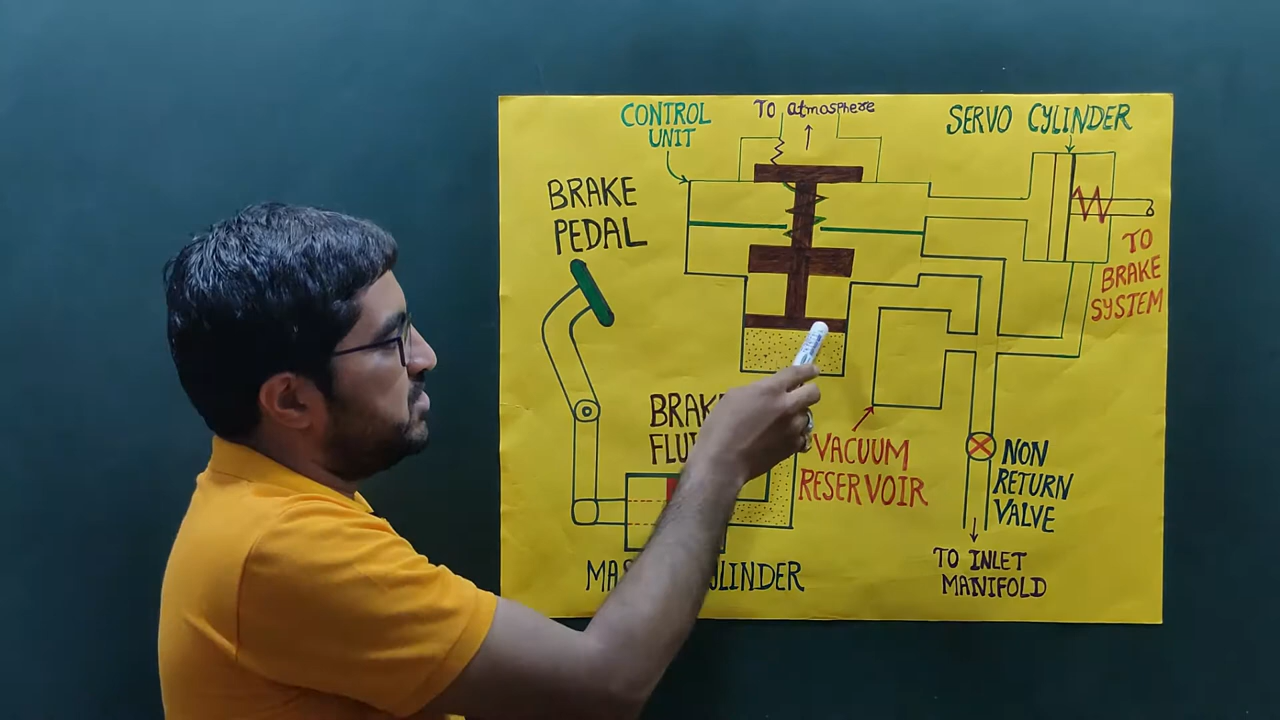 CONTROL
UNIT
TO atmosphere
SERVO CYLINDER
BRAKE
PEDAL
TO
BRAKE
SYSTEM
VACUUM
RESERVOIR
NON
RETURN
VALVE
TO INLET
MANIFOLD